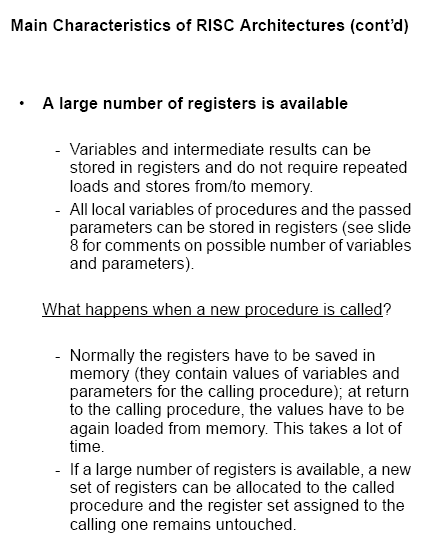 Main Characteristics of RISC Architectures (cont'd)
• A large number of registers is available
- Variables and intermediate results can be
stored in registers and do not require repeated
loads and stores from/to memory.
- All local variables of procedures and the passed
parameters can be stored in registers (see slide
8 for comments on possible number of variables
and parameters).
What happens when a new procedure is called?
- Normally the registers have to be saved in
memory (they contain values of variables and
parameters for the calling procedure); at return
to the calling procedure, the values have to be
again loaded from memory. This takes a lot of
time.
- If a large number of registers is available, a new
set of registers can be allocated to the called
procedure and the register set assigned to the
calling one remains untouched.